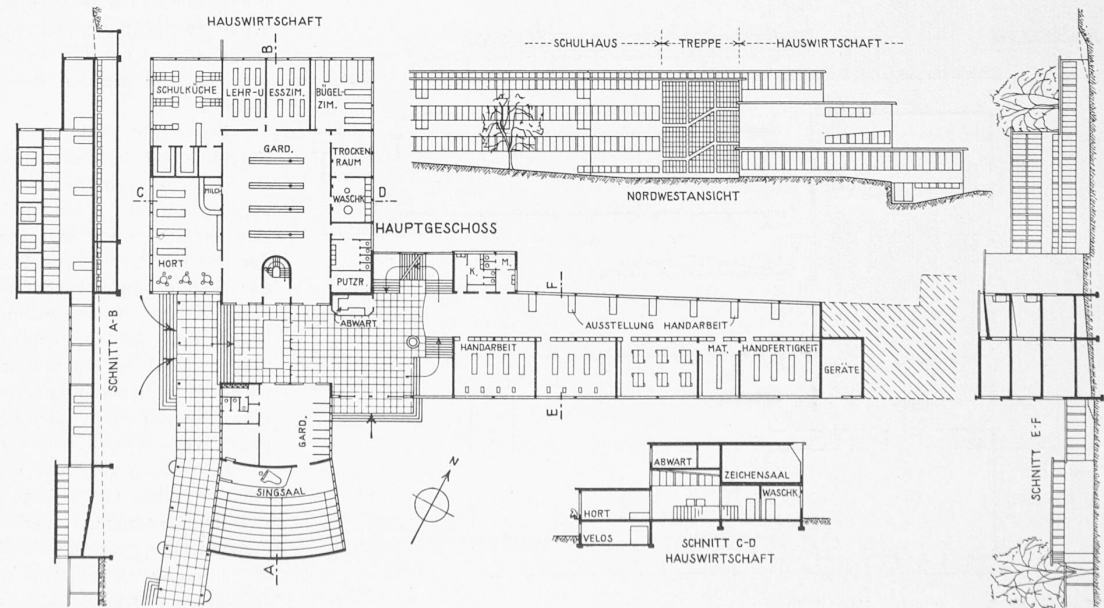 HAUSWIRTSCHAFT
B
SCHULKÜCHE
LEHR-U
ESSZIM.
BÜGEL-
ZIM.
GARD.
TROCKEN
RAUM
C
MILCH
WASCHK.
D
HORT
HAUPTGESCHOSS
PUTZR.
ABWART
K.
M.
F
AUSSTELLUNG HANDARBEIT
HANDARBEIT
MAT.
HANDFERTIGKEIT
GERÄTE
E
GARD.
SINGSAAL
A
N
SCHNITT A-B
SCHULHAUS
TREPPE
HAUSWIRTSCHAFT
NORDWESTANSICHT
ABWART
ZEICHENSAAL
HORT
WASCHK.
VELOS
SCHNITT C-D
HAUSWIRTSCHAFT
SCHNITT E-F